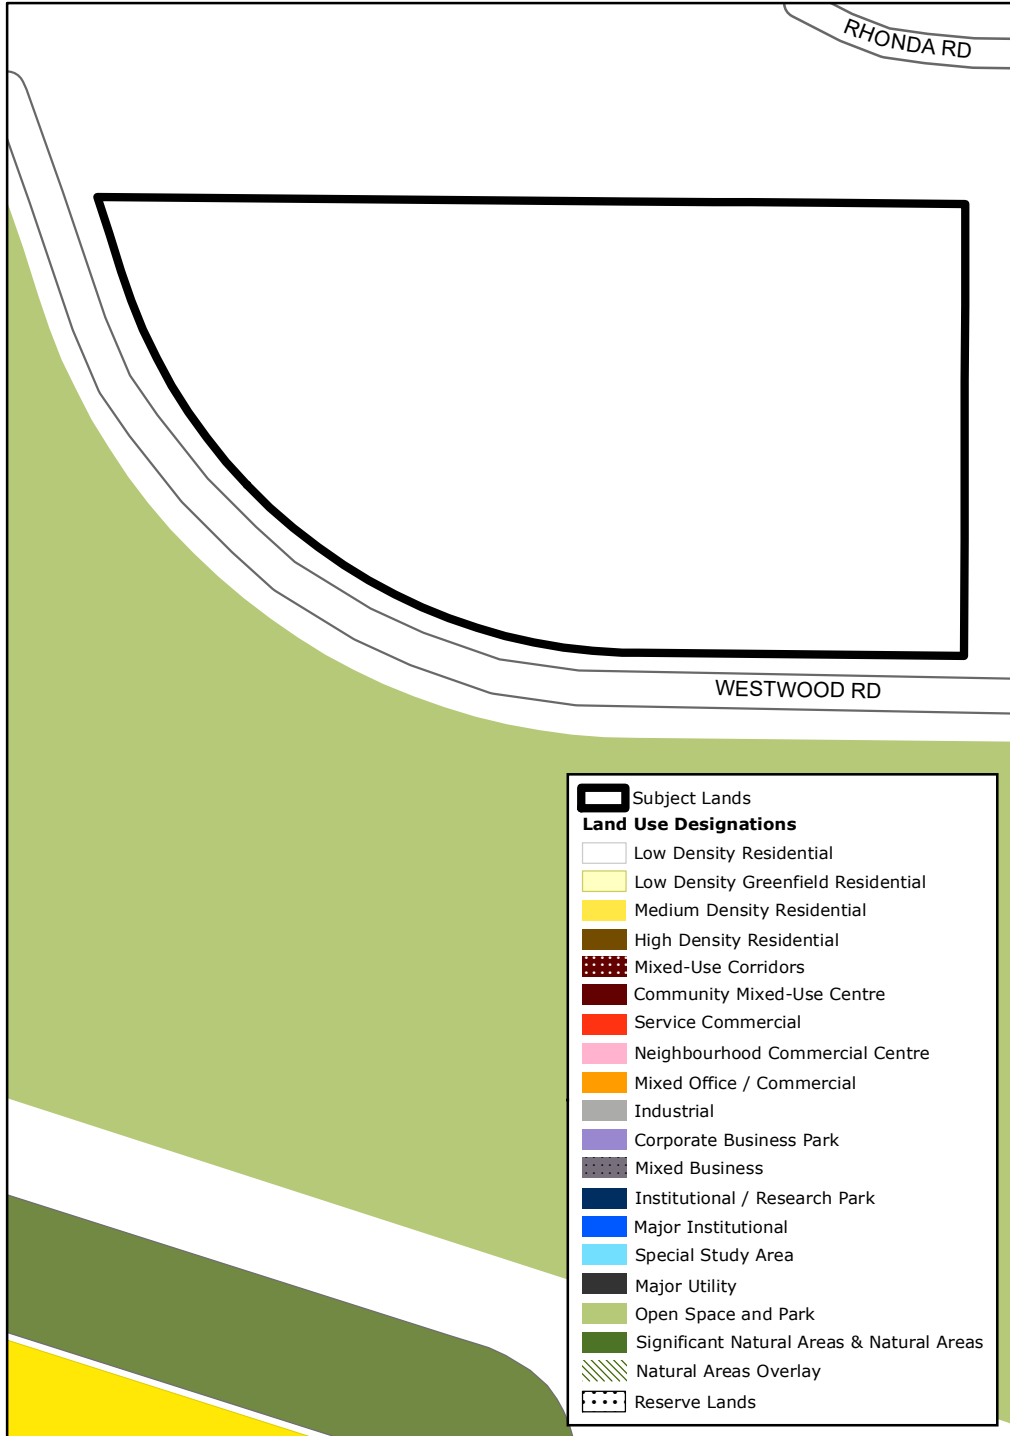 RHONDA RD
WESTWOOD RD
Subject Lands
Land Use Designations
Low Density Residential
Low Density Greenfield Residential
Medium Density Residential
High Density Residential
Mixed-Use Corridors
Community Mixed-Use Centre
Service Commercial
Neighbourhood Commercial Centre
Mixed Office / Commercial
Industrial
Corporate Business Park
Mixed Business
Institutional / Research Park
Major Institutional
Special Study Area
Major Utility
Open Space and Park
Significant Natural Areas & Natural Areas
Natural Areas Overlay
Reserve Lands